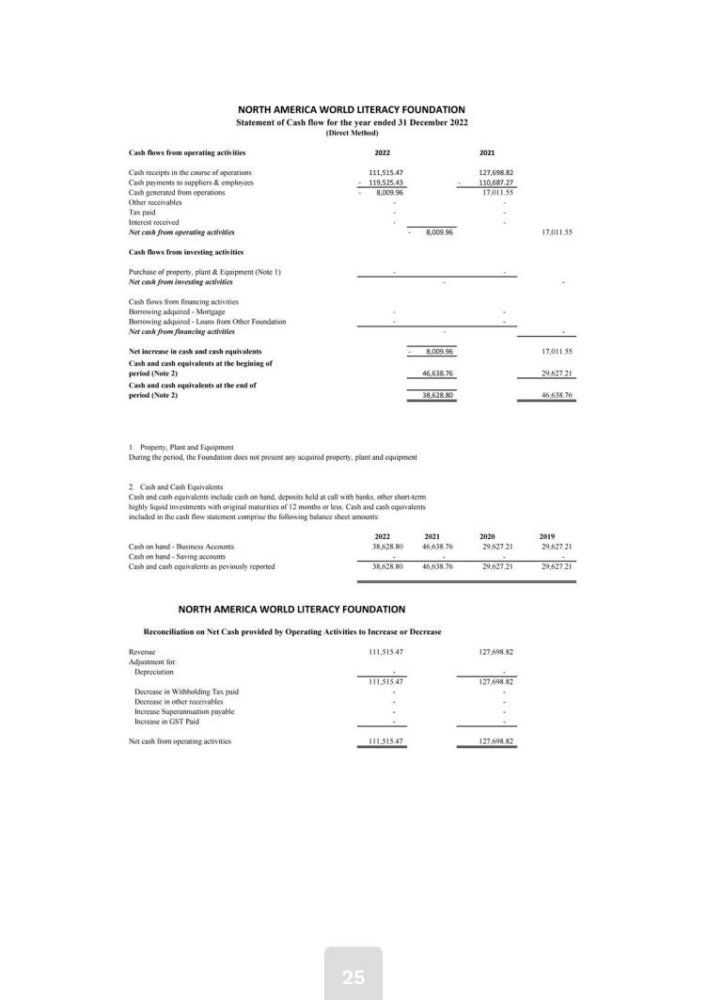 NORTH AMERICA WORLD LITERACY FOUNDATION
Statement of Cash flow for the year ended 31 December 2022
(Direct Method)
Cash flows from operating activities 2022 2021
Cash receipts in the course of operations 111,515.47 127,698.82
Cash payments to suppliers & employees - 119,525.43 - 110,687.27
Cash generated from operations - 8,009.96 17,011.55
Other receivables - -
Tax paid - -
Interest received - -
Net cash from operating activities - 8,009.96 17,011.55
Cash flows from investing activities
Purchase of property, plant & Equipment (Note 1) - -
Net cash from investing activities - -
Cash flows from financing activities
Borrowing adquired - Mortgage - -
Borrowing adquired - Loans from Other Foundation - -
Net cash from financing activities - -
Net increase in cash and cash equivalents - 8,009.96 17,011.55
Cash and cash equivalents at the begining of
period (Note 2) 46,638.76 29,627.21
Cash and cash equivalents at the end of
period (Note 2) 38,628.80 46,638.76
1. Property, Plant and Equipment
During the period, the Foundation does not present any acquired property, plant and equipment
2. Cash and Cash Equivalents
Cash and cash equivalents include cash on hand, deposits held at call with banks, other short-term
highly liquid investments with original maturities of 12 months or less. Cash and cash equivalents
included in the cash flow statement comprise the following balance sheet amounts:
2022 2021 2020 2019
Cash on hand - Business Accounts 38,628.80 46,638.76 29,627.21 29,627.21
Cash on hand - Saving accounts - - - -
Cash and cash equivalents as peviously reported 38,628.80 46,638.76 29,627.21 29,627.21
NORTH AMERICA WORLD LITERACY FOUNDATION
Reconciliation on Net Cash provided by Operating Activities to Increase or Decrease
Revenue 111,515.47 127,698.82
Adjustment for:
Depreciation - -
111,515.47 127,698.82
Decrease in Withholding Tax paid - -
Decrease in other receivables - -
Increase Superannuation payable - -
Increase in GST Paid - -
Net cash from operating activities 111,515.47 127,698.82
25